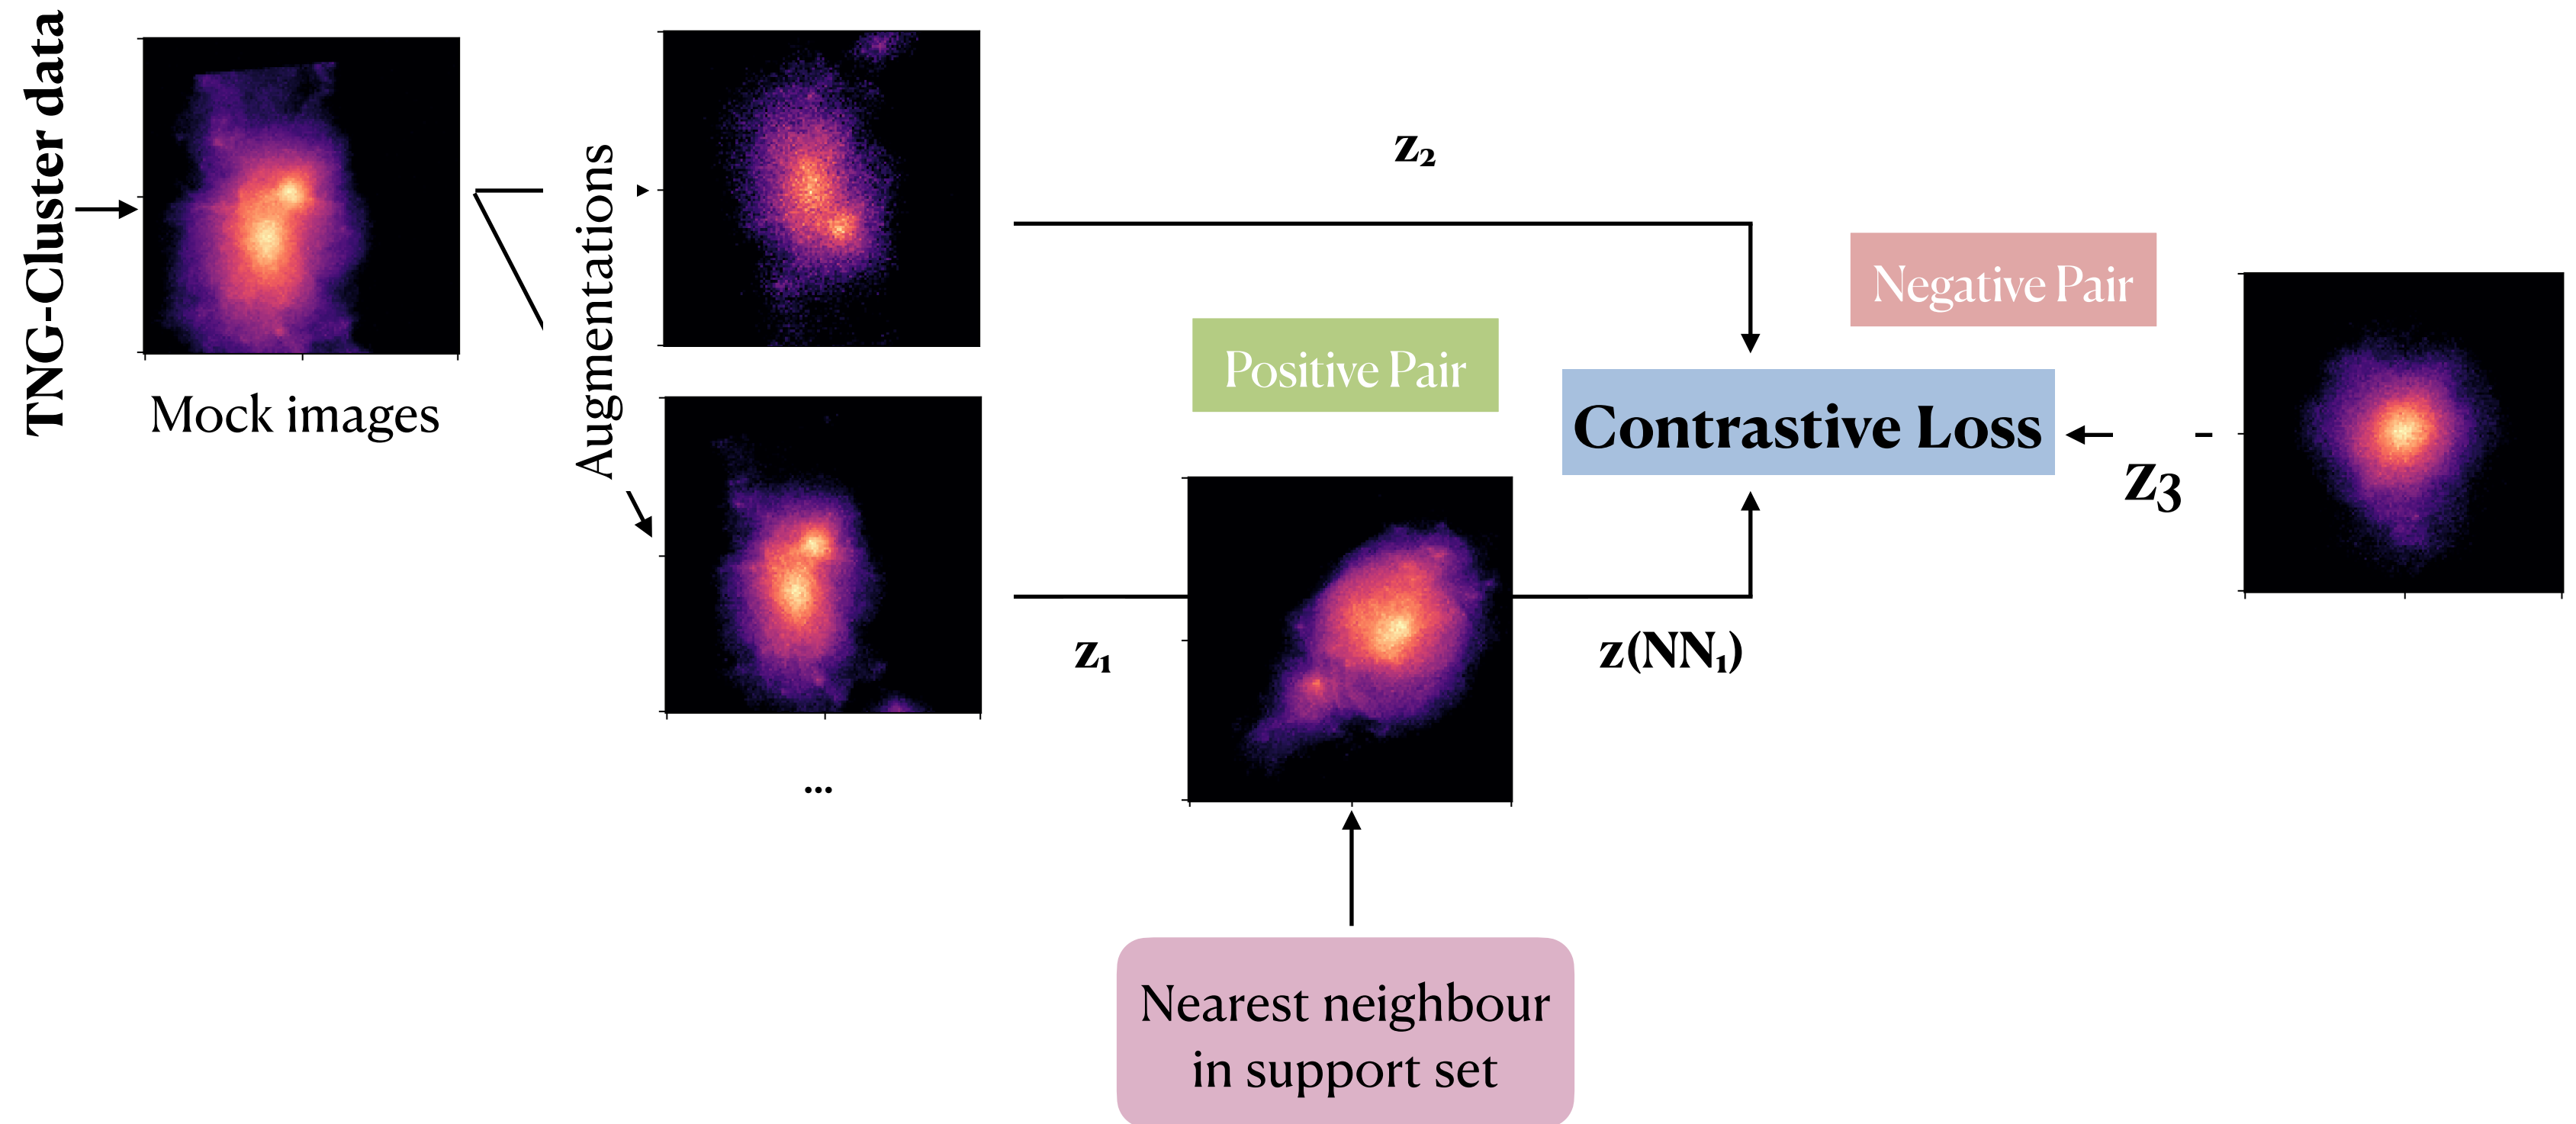 TNG-Cluster data
Mock images
Augmentations
...
z₂
Positive Pair
Negative Pair
Contrastive Loss
z₃
z₁
z(NN₁)
Nearest neighbour
in support set